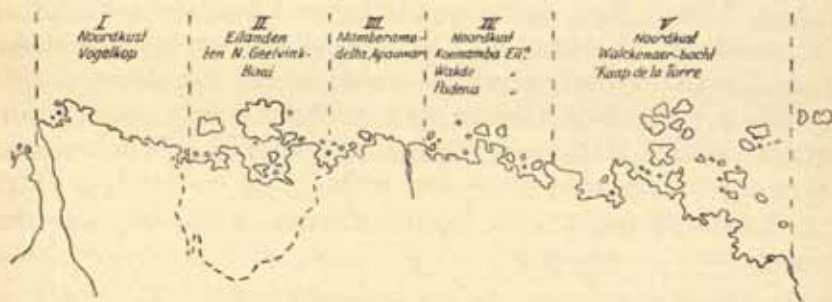 I
Noordkust
Vogelkop
II
Eilanden
ten N. Geelvink-
Baai
III
Mamberamo-
delta, Apauwar
IV
Noordkust
Koemamba Eil.ⁿ
Wakde "
Podena "
V
Noordkust
Walckenaer-bocht
Kaap de la Torre